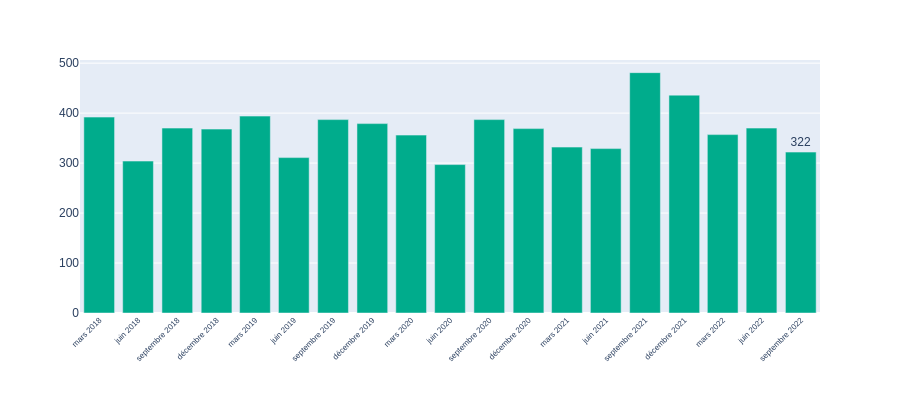 500
400
300
200
100
0
322
mars 2018
juin 2018
septembre 2018
décembre 2018
mars 2019
juin 2019
septembre 2019
décembre 2019
mars 2020
juin 2020
septembre 2020
décembre 2020
mars 2021
juin 2021
septembre 2021
décembre 2021
mars 2022
juin 2022
septembre 2022